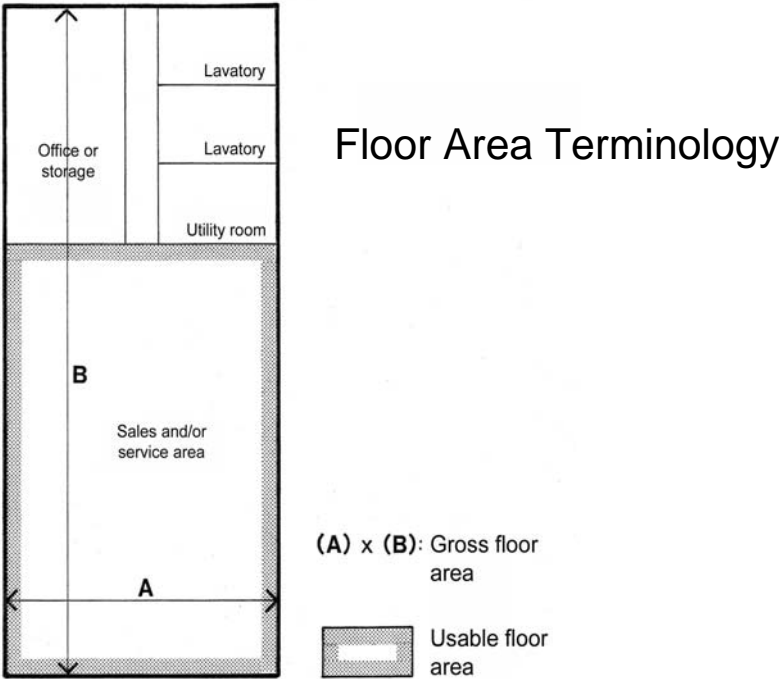 Floor Area Terminology
Lavatory
Office or
storage
Lavatory
Utility room
B
Sales and/or
service area
A
(A) x (B): Gross floor
area
Usable floor
area